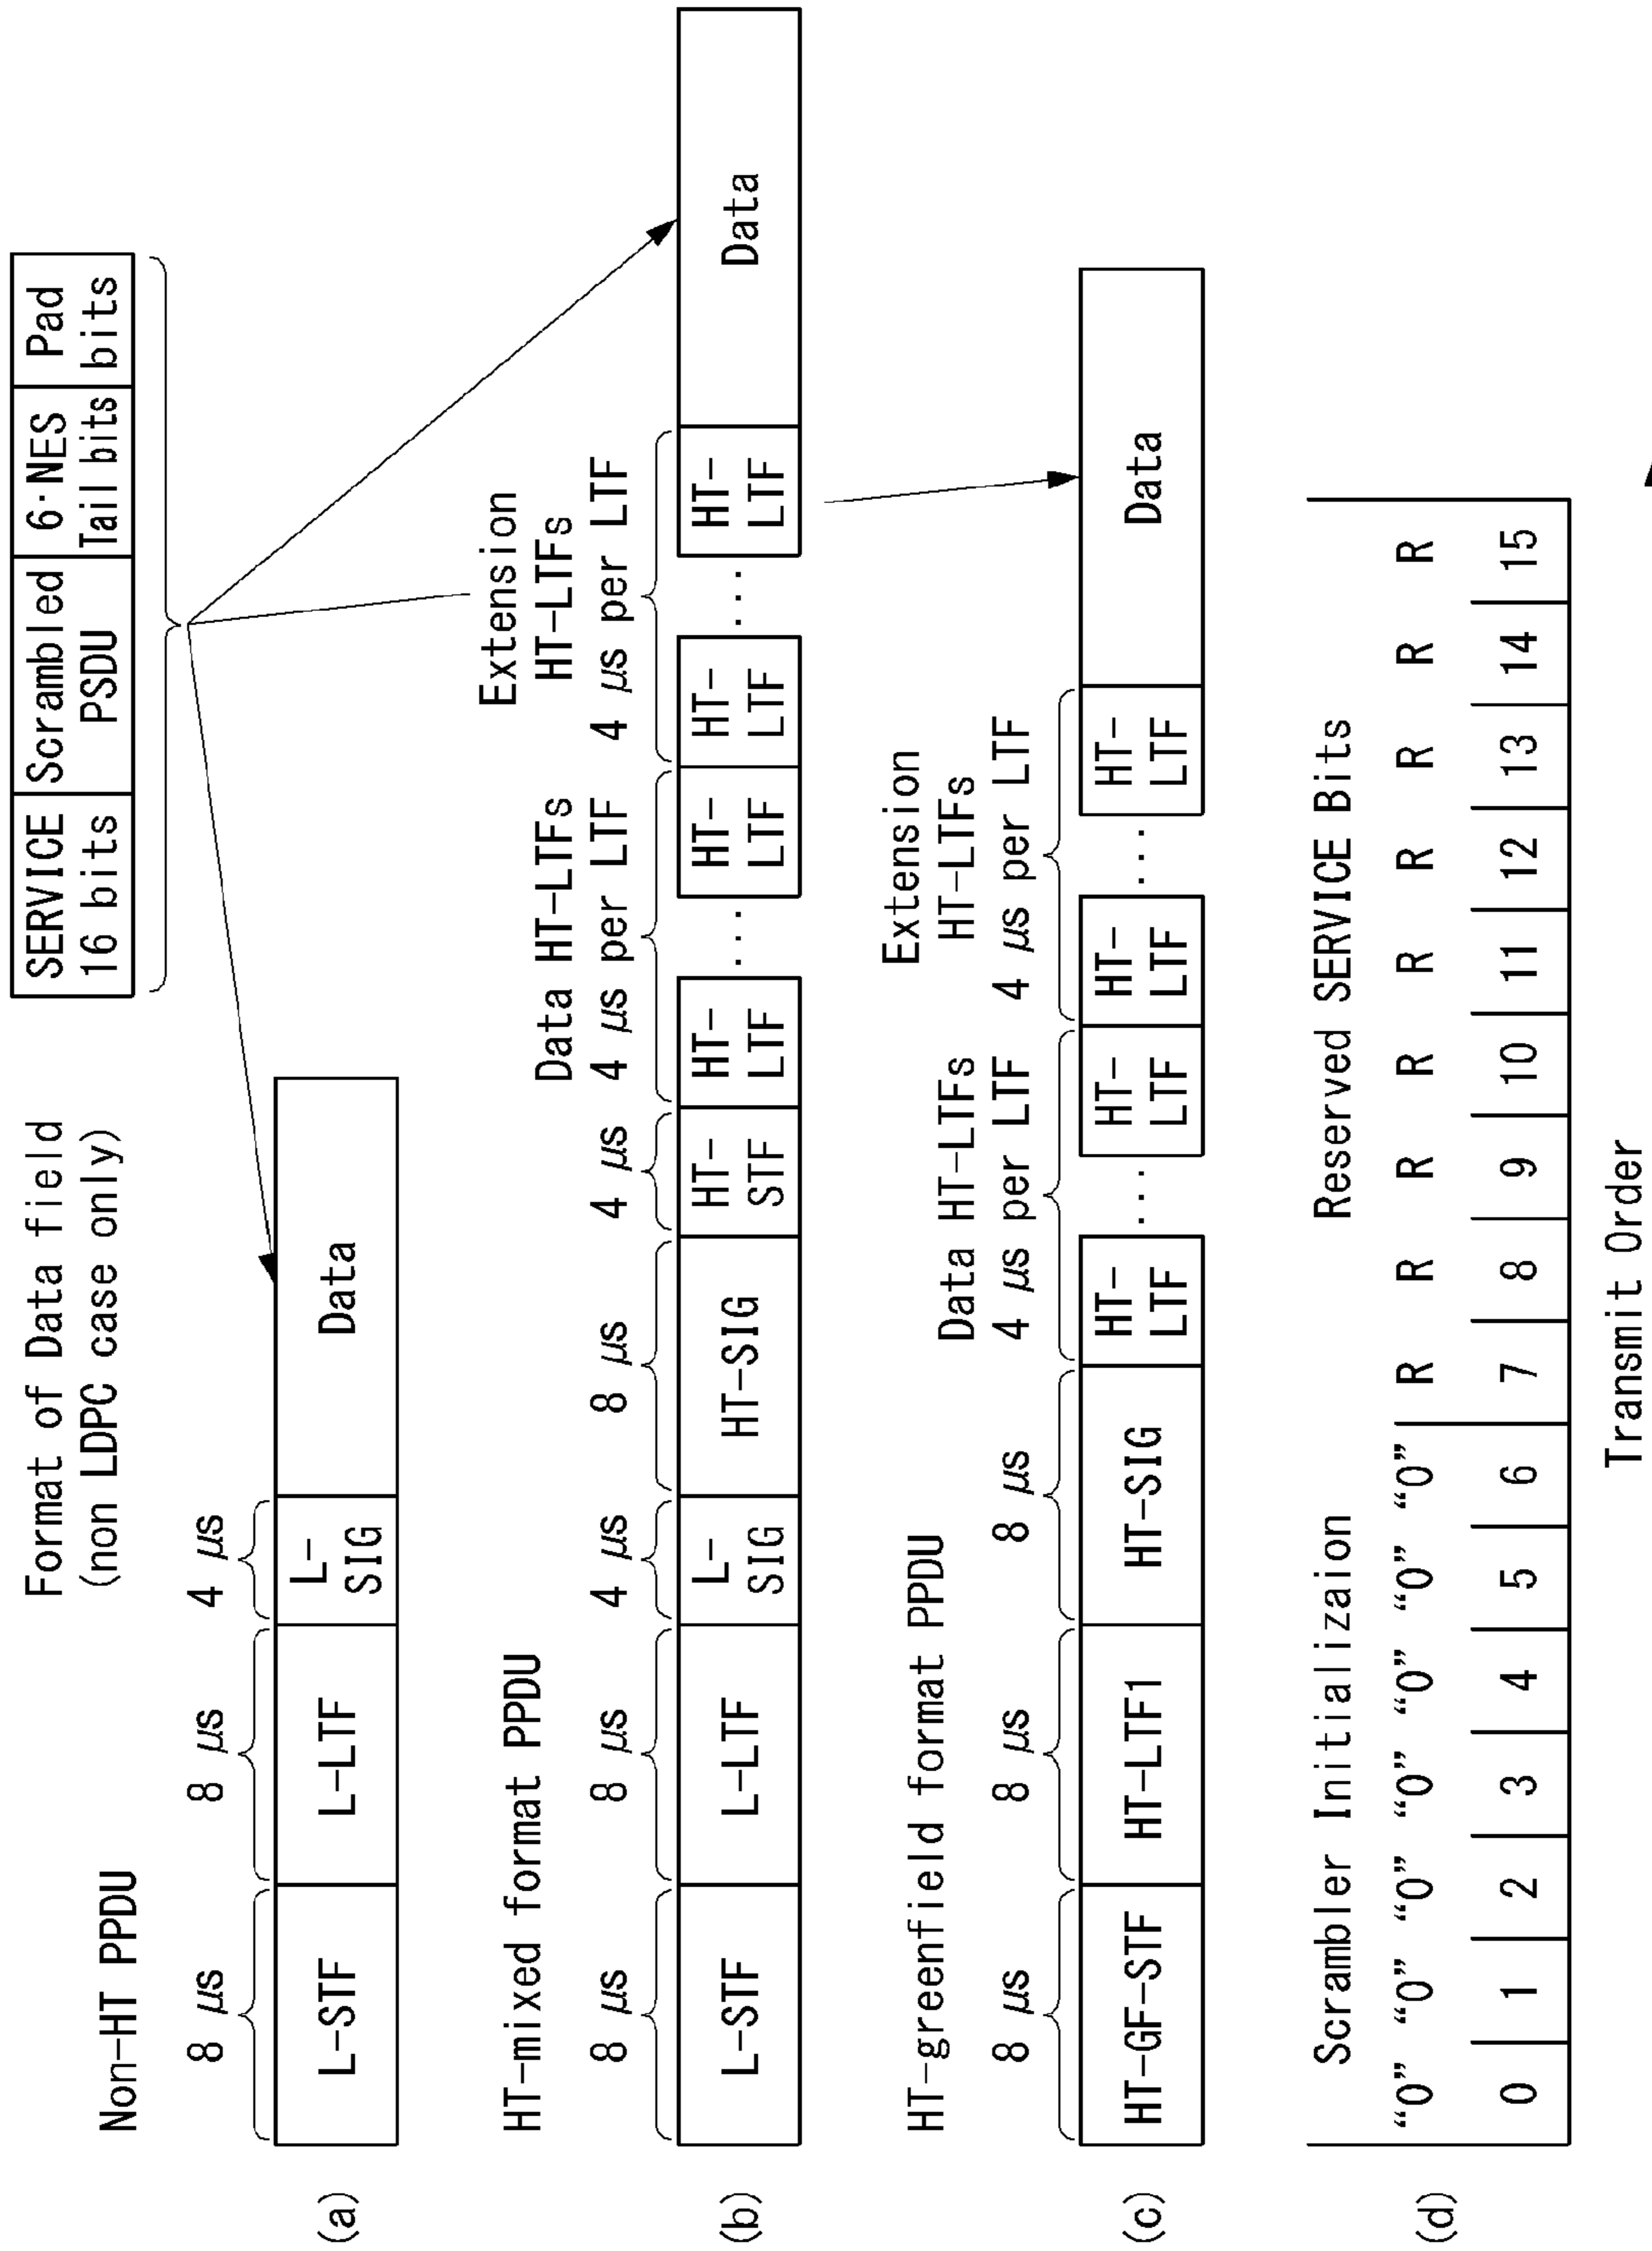 Format of Data field
(non LDPC case only)
SERVICE 16 bits
Scrambled PSDU
6·NES Tail bits
Pad bits
Non-HT PPDU
8 μs
8 μs
4 μs
(a)
L-STF
L-LTF
L-SIG
Data
HT-mixed format PPDU
Data HT-LTFs
Extension HT-LTFs
8 μs
8 μs
4 μs
8 μs
4 μs
4 μs per LTF
4 μs per LTF
(b)
L-STF
L-LTF
L-SIG
HT-SIG
HT-STF
HT-LTF
...
HT-LTF
HT-LTF
...
HT-LTF
Data
HT-greenfield format PPDU
Data HT-LTFs
Extension HT-LTFs
8 μs
8 μs
8 μs
4 μs per LTF
4 μs per LTF
(c)
HT-GF-STF
HT-LTF1
HT-SIG
HT-LTF
...
HT-LTF
HT-LTF
...
HT-LTF
Data
Scrambler Initializaion
Reserved SERVICE Bits
(d)
“0” “0” “0” “0” “0” “0” “0” R R R R R R R R R
0 1 2 3 4 5 6 7 8 9 10 11 12 13 14 15
Transmit Order